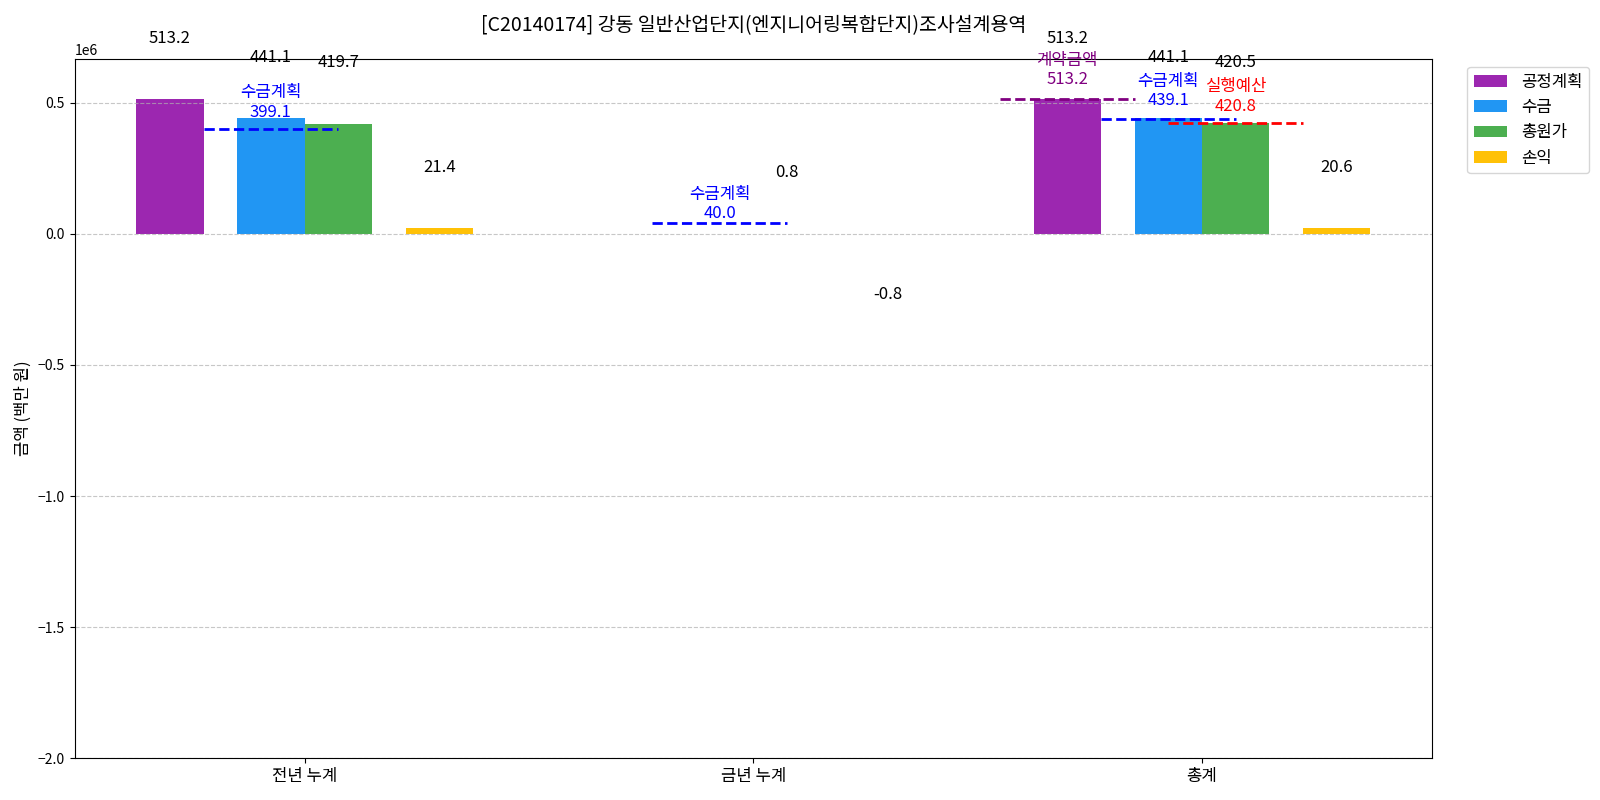 [C20140174] 강동 일반산업단지(엔지니어링복합단지)조사설계용역
1e6
513.2
441.1
419.7
수금계획
399.1
21.4
수금계획
40.0
0.8
-0.8
513.2
계약금액
513.2
441.1
수금계획
439.1
420.5
실행예산
420.8
20.6
공정계획
수금
총원가
손익
0.5
0.0
−0.5
−1.0
−1.5
−2.0
금액 (백만 원)
전년 누계
금년 누계
총계